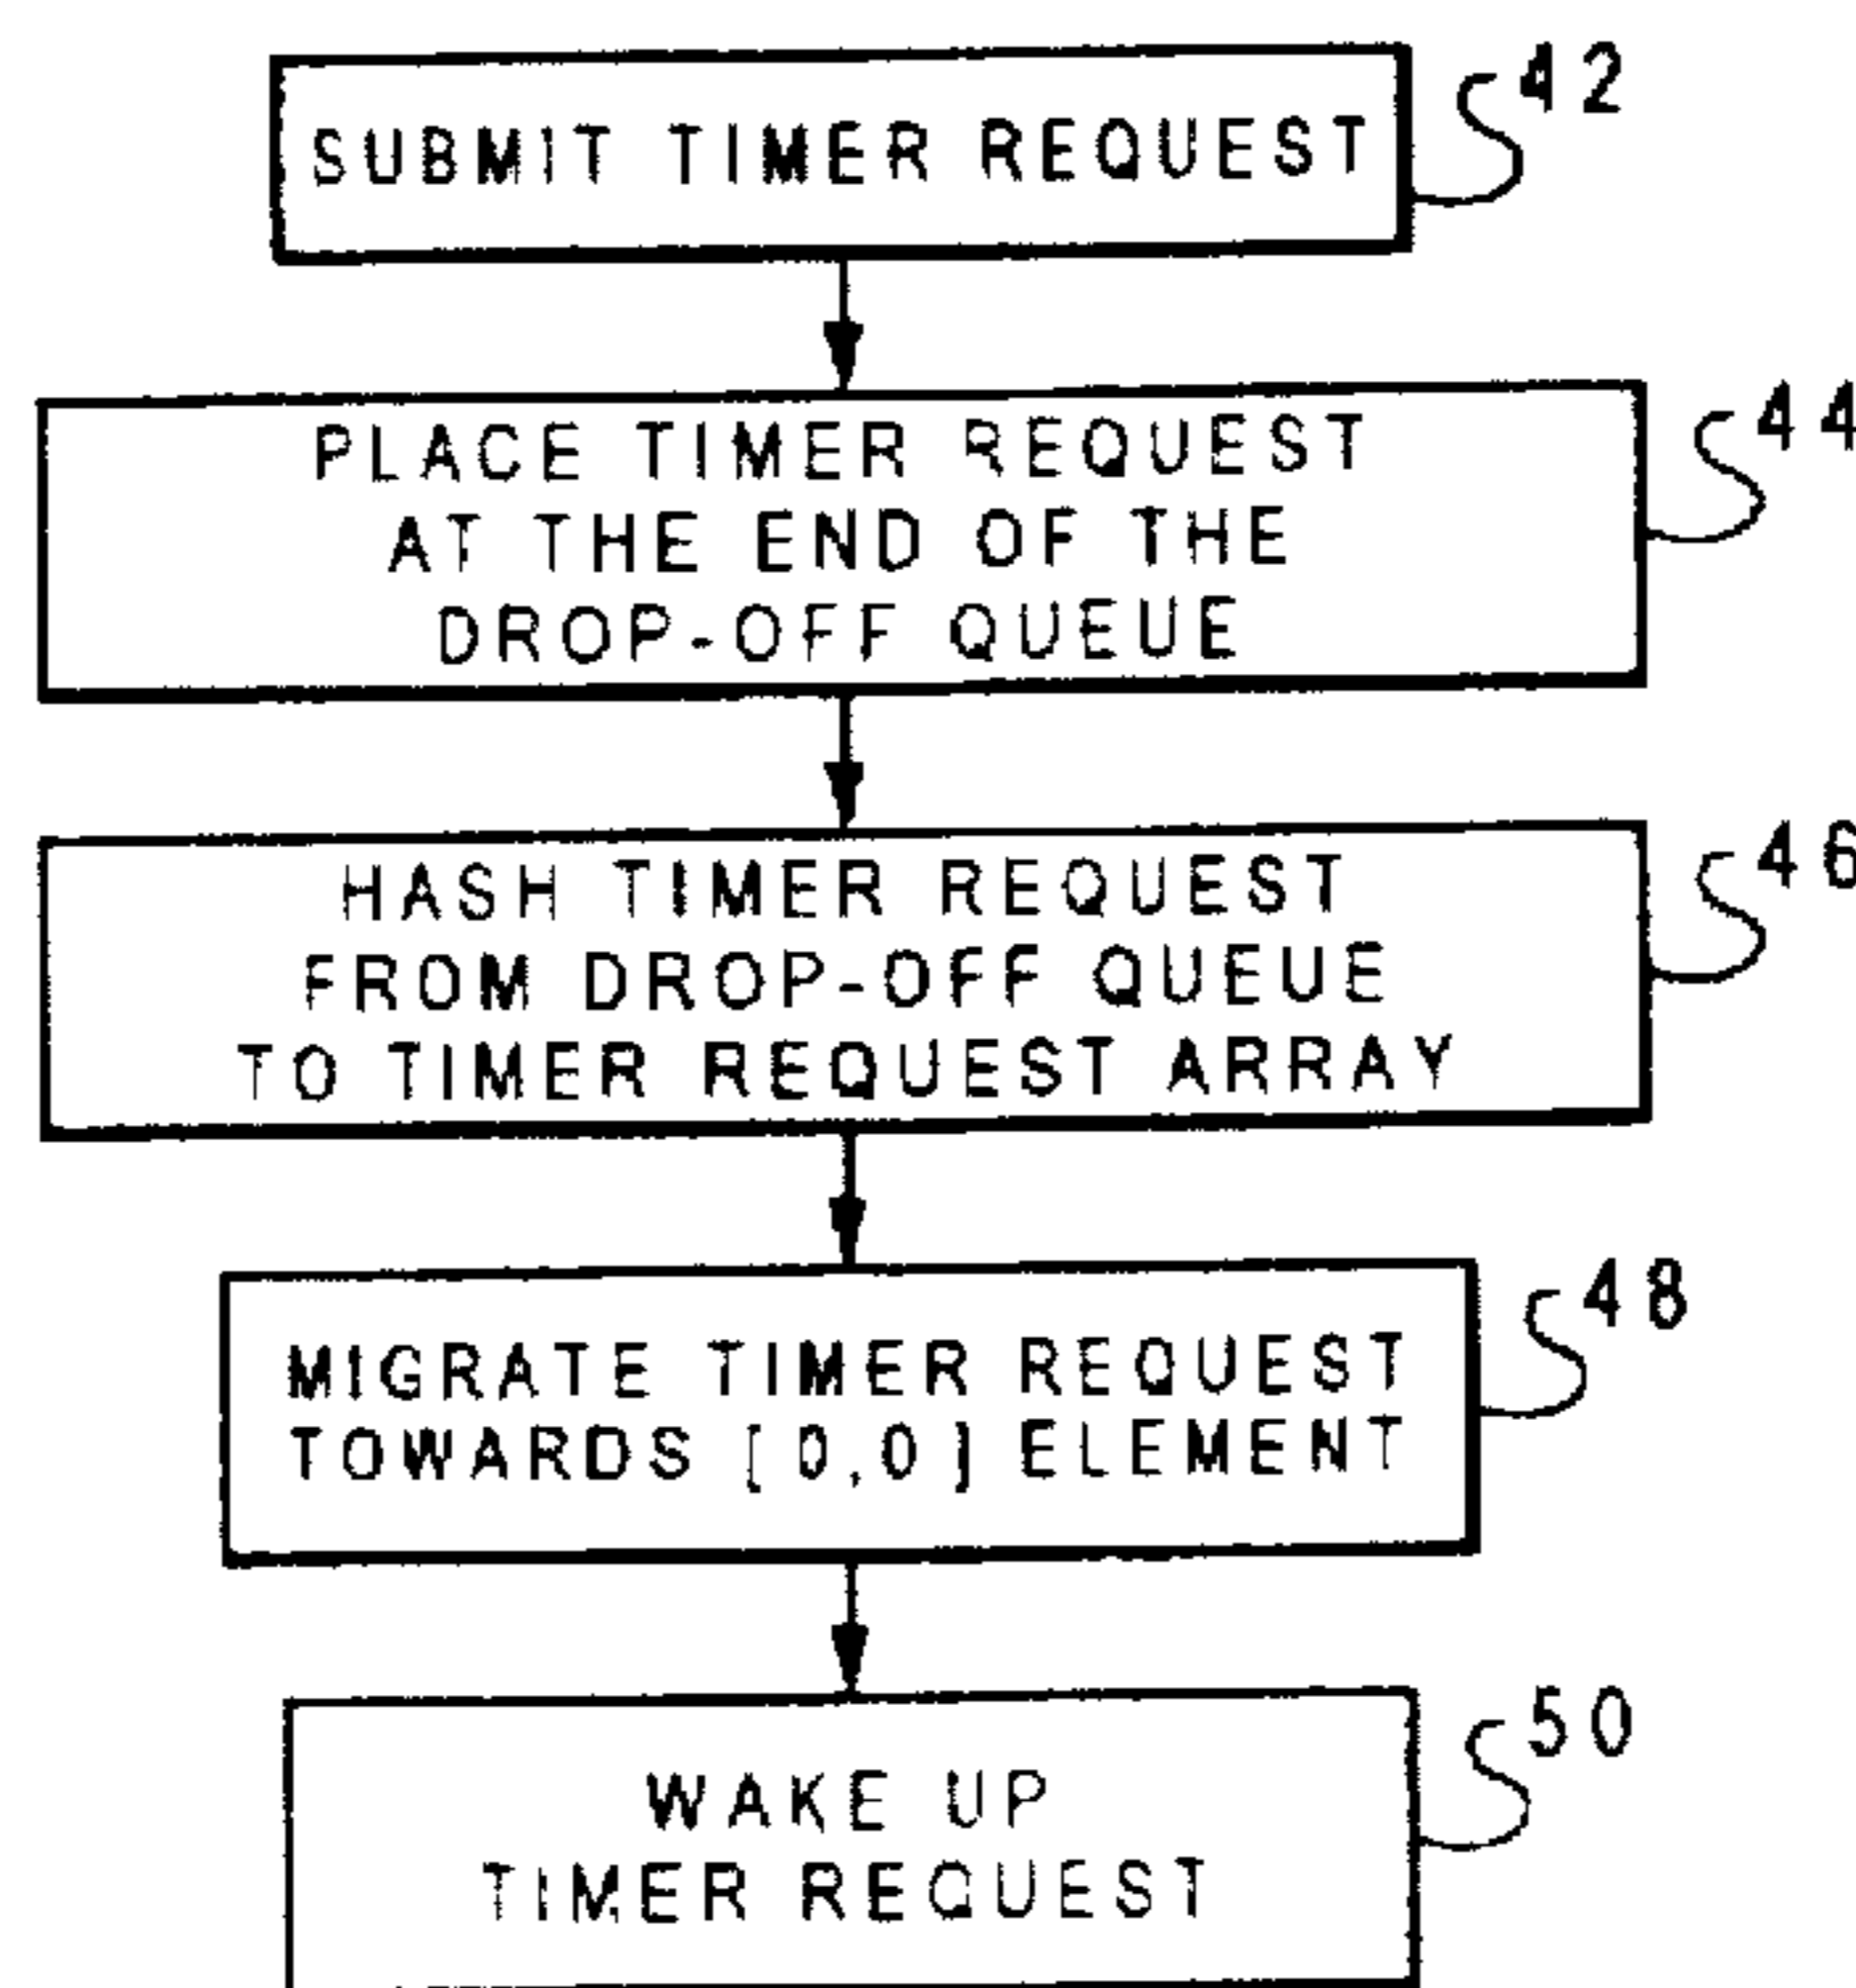 SUBMIT TIMER REQUEST
42
PLACE TIMER REQUEST
AT THE END OF THE
DROP-OFF QUEUE
44
HASH TIMER REQUEST
FROM DROP-OFF QUEUE
TO TIMER REQUEST ARRAY
46
MIGRATE TIMER REQUEST
TOWARDS [0,0] ELEMENT
48
WAKE UP
TIMER REQUEST
50